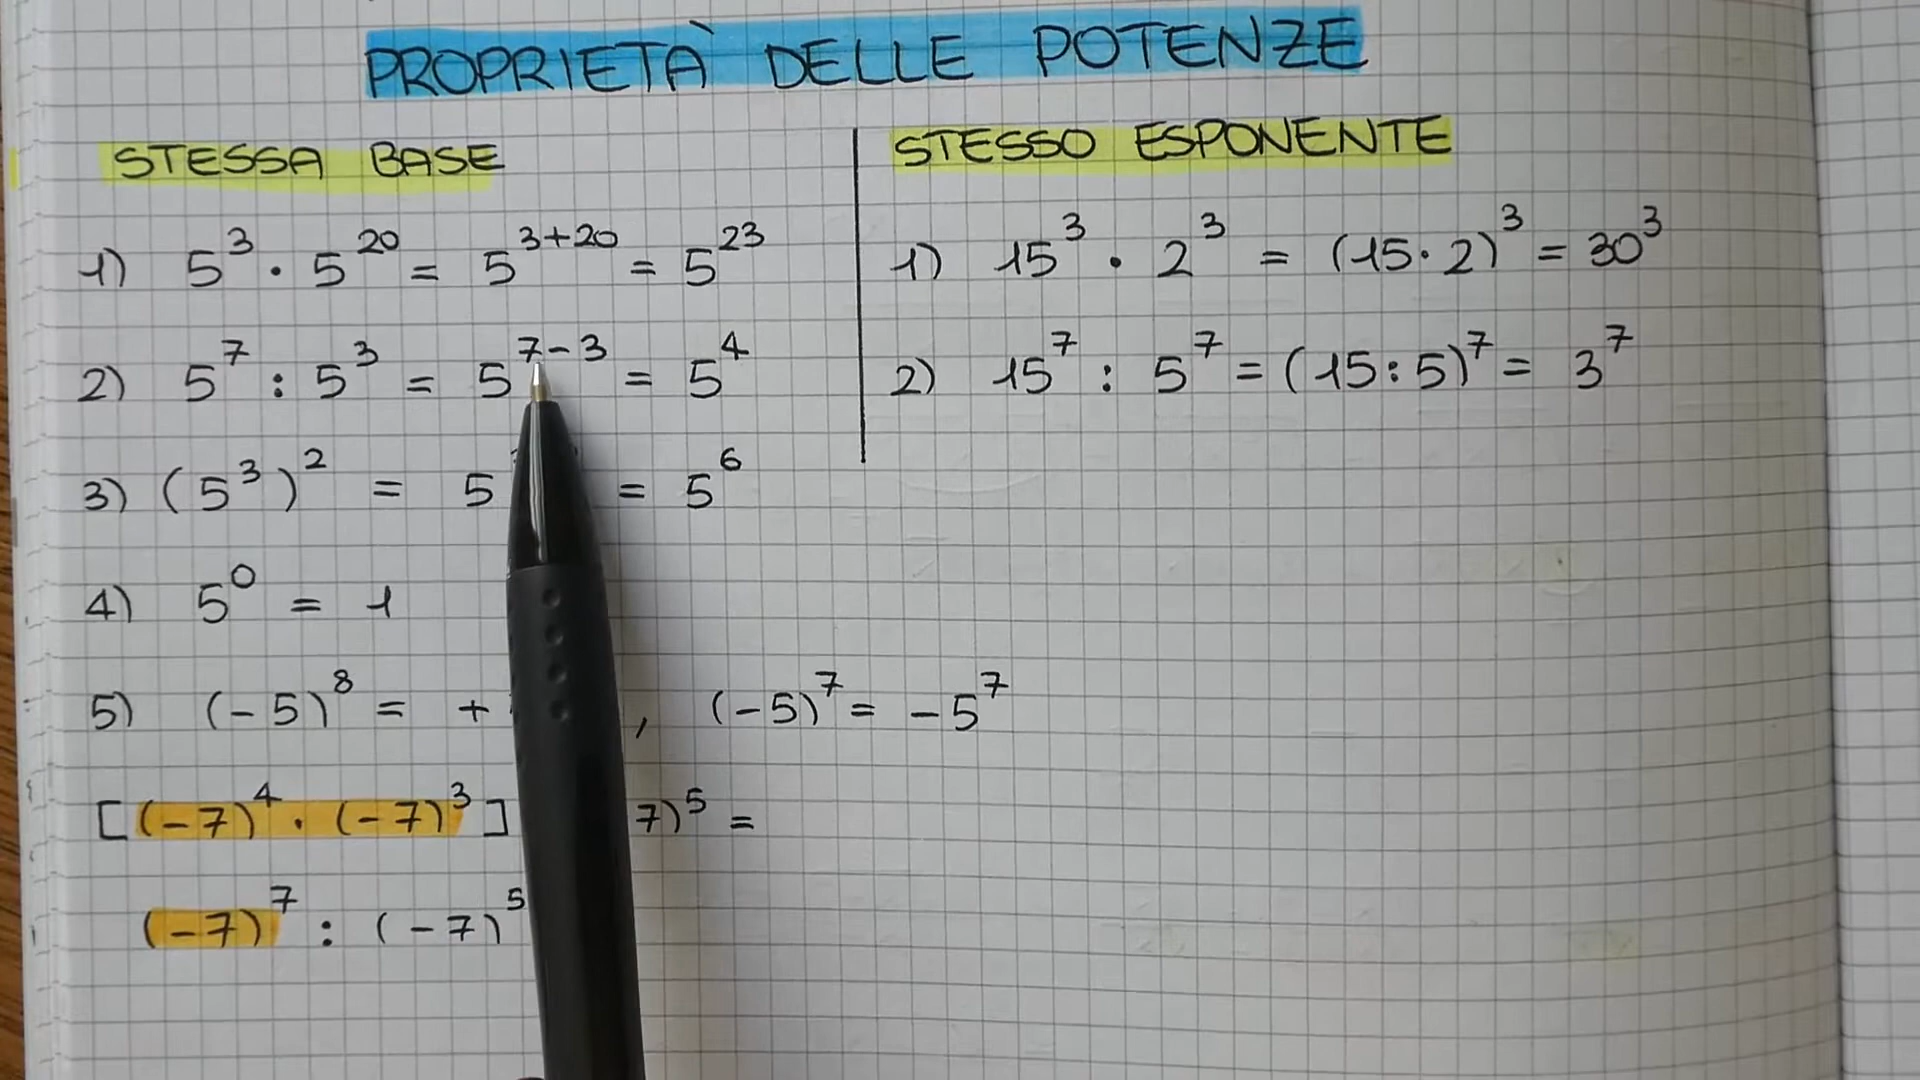 PROPRIETÀ DELLE POTENZE
STESSA BASE
1) 5³ · 5²⁰ = 5³⁺²⁰ = 5²³
2) 5⁷ : 5³ = 5⁷⁻³ = 5⁴
3) (5³)² = 5 = 5⁶
4) 5⁰ = 1
5) (-5)⁸ = + , (-5)⁷ = -5⁷
[(-7)⁴ · (-7)³] 7)⁵ =
(-7)⁷ : (-7)⁵
STESSO ESPONENTE
1) 15³ · 2³ = (15·2)³ = 30³
2) 15⁷ : 5⁷ = (15:5)⁷ = 3⁷